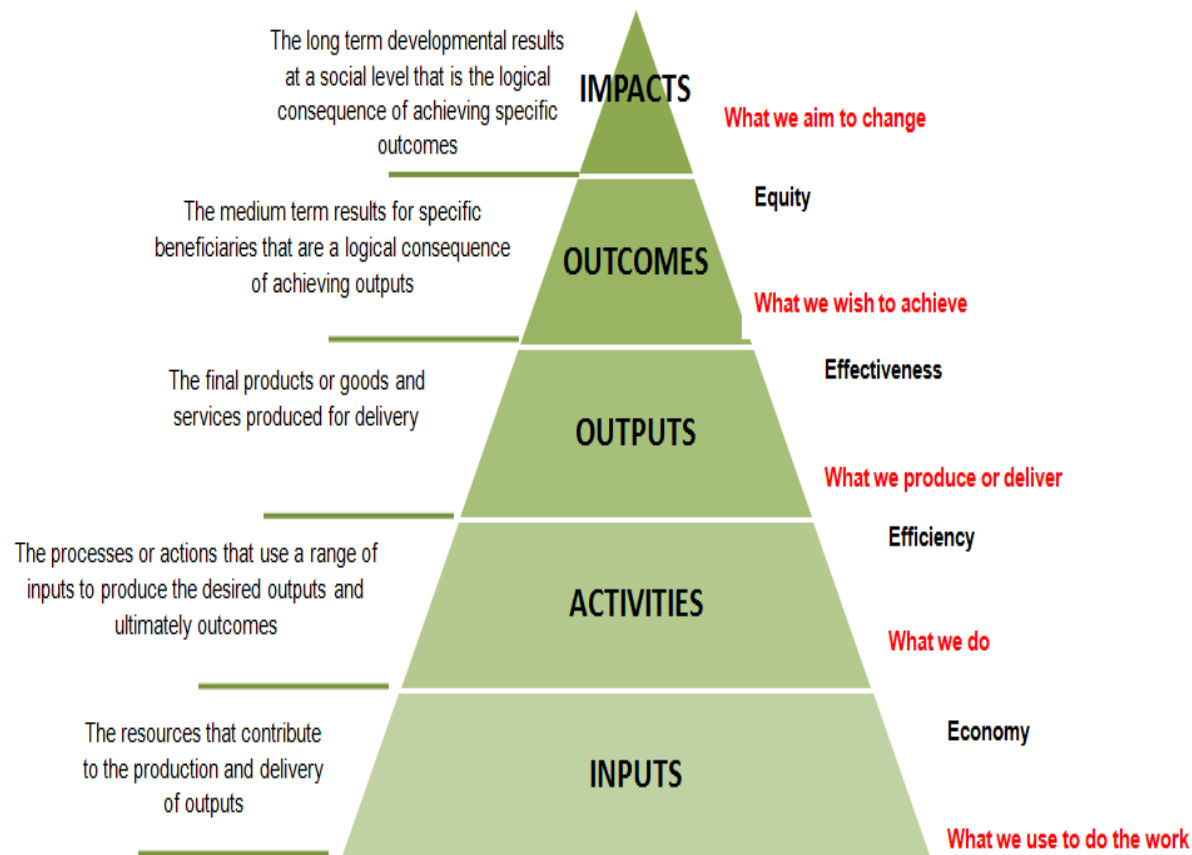 The long term developmental results
at a social level that is the logical
consequence of achieving specific
outcomes
IMPACTS
What we aim to change
Equity
The medium term results for specific
beneficiaries that are a logical consequence
of achieving outputs
OUTCOMES
What we wish to achieve
Effectiveness
The final products or goods and
services produced for delivery
OUTPUTS
What we produce or deliver
Efficiency
The processes or actions that use a range of
inputs to produce the desired outputs and
ultimately outcomes
ACTIVITIES
What we do
Economy
The resources that contribute
to the production and delivery
of outputs
INPUTS
What we use to do the work